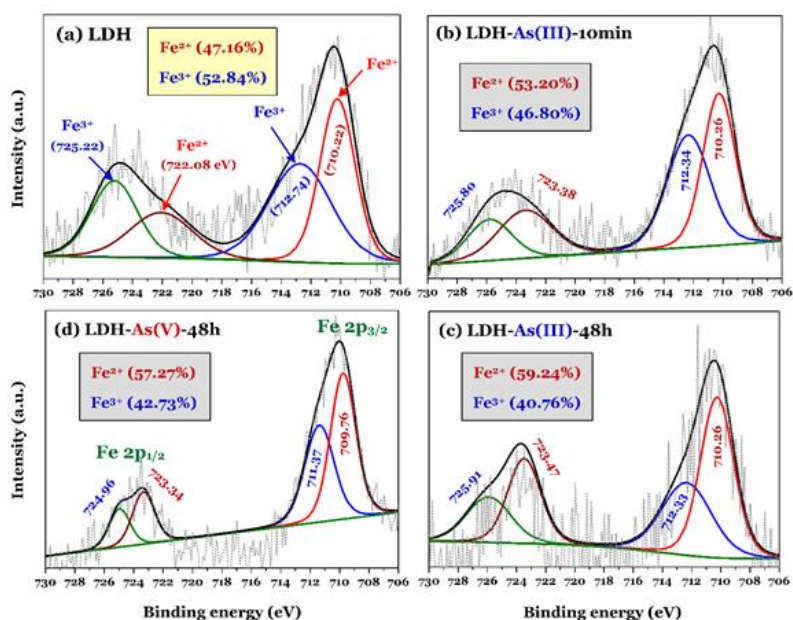 (a) LDH
Fe²⁺ (47.16%)
Fe³⁺ (52.84%)
Fe²⁺
Fe³⁺
Fe³⁺
(725.22)
Fe²⁺
(722.08 eV)
(712.74)
(710.22)
Intensity (a.u.)
730 728 726 724 722 720 718 716 714 712 710 708 706
(b) LDH-As(III)-10min
Fe²⁺ (53.20%)
Fe³⁺ (46.80%)
725.80
723.38
712.34
710.26
730 728 726 724 722 720 718 716 714 712 710 708 706
(d) LDH-As(V)-48h
Fe 2p₃/₂
Fe²⁺ (57.27%)
Fe³⁺ (42.73%)
Fe 2p₁/₂
724.96
723.34
711.37
709.76
Intensity (a.u.)
730 728 726 724 722 720 718 716 714 712 710 708 706
Binding energy (eV)
(c) LDH-As(III)-48h
Fe²⁺ (59.24%)
Fe³⁺ (40.76%)
725.91
723.47
712.33
710.26
730 728 726 724 722 720 718 716 714 712 710 708 706
Binding energy (eV)